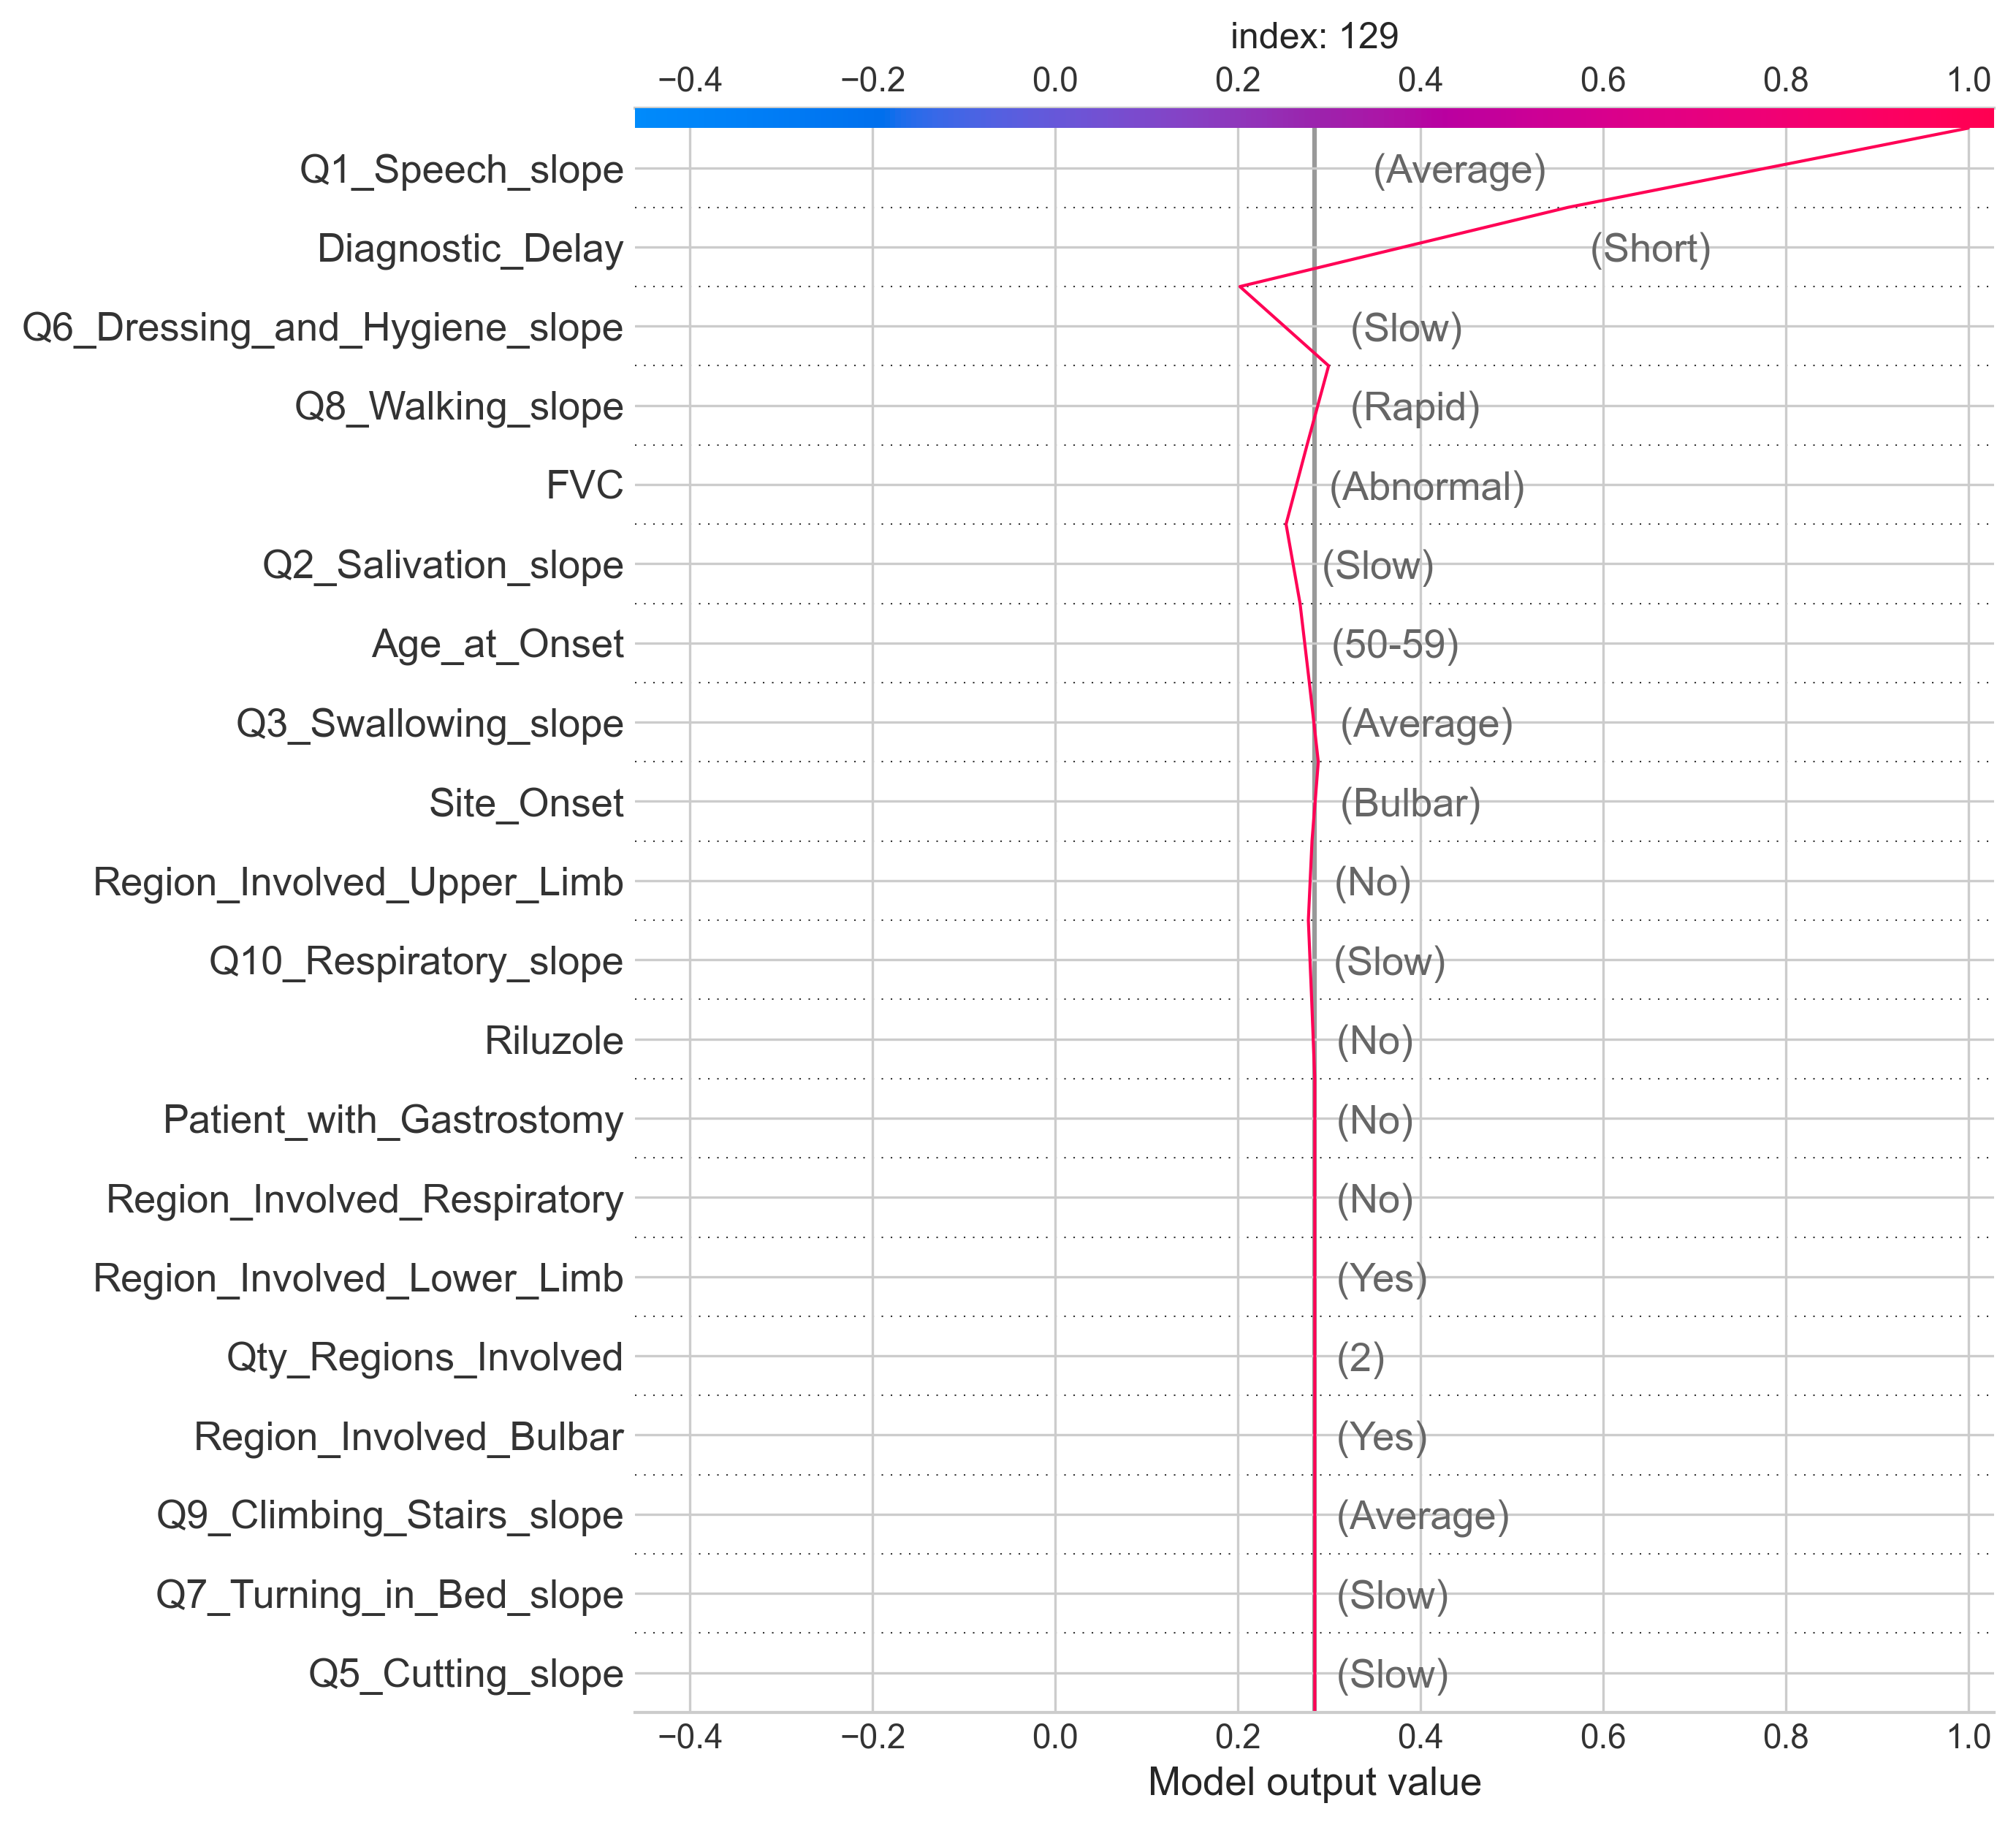 index: 129
−0.4 −0.2 0.0 0.2 0.4 0.6 0.8 1.0
Q1_Speech_slope (Average)
Diagnostic_Delay (Short)
Q6_Dressing_and_Hygiene_slope (Slow)
Q8_Walking_slope (Rapid)
FVC (Abnormal)
Q2_Salivation_slope (Slow)
Age_at_Onset (50-59)
Q3_Swallowing_slope (Average)
Site_Onset (Bulbar)
Region_Involved_Upper_Limb (No)
Q10_Respiratory_slope (Slow)
Riluzole (No)
Patient_with_Gastrostomy (No)
Region_Involved_Respiratory (No)
Region_Involved_Lower_Limb (Yes)
Qty_Regions_Involved (2)
Region_Involved_Bulbar (Yes)
Q9_Climbing_Stairs_slope (Average)
Q7_Turning_in_Bed_slope (Slow)
Q5_Cutting_slope (Slow)
−0.4 −0.2 0.0 0.2 0.4 0.6 0.8 1.0
Model output value